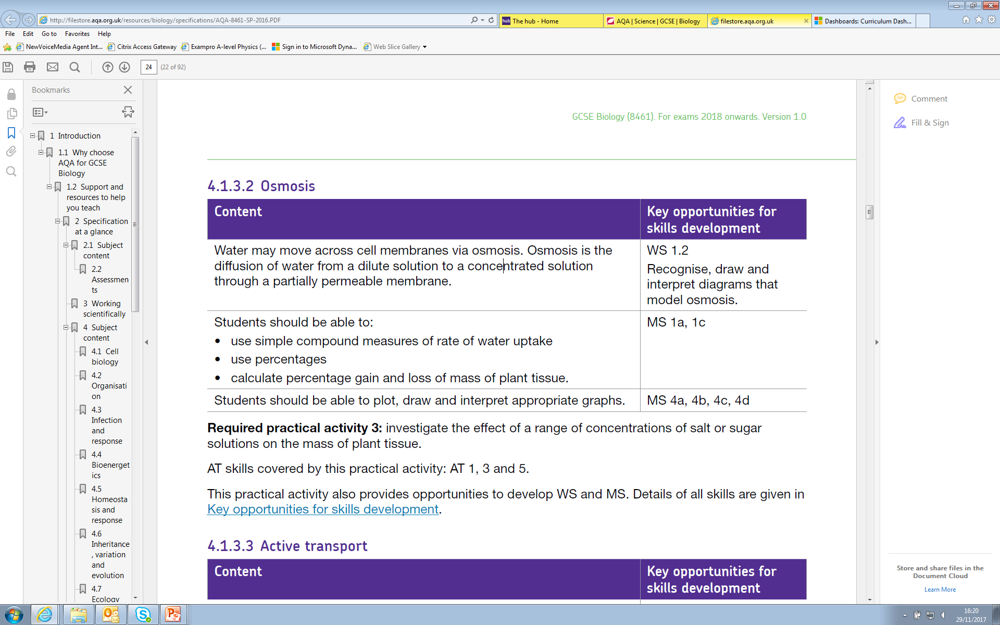 http://filestore.aqa.org.uk/resources/biology/specifications/AQA-8461-SP-2016.PDF
hub The hub - Home
AQA | Science | GCSE | Biology
filestore.aqa.org.uk
Dashboards: Curriculum Dash...
File Edit Go to Favorites Help
NewVoiceMedia Agent Int... Citrix Access Gateway Exampro A-level Physics (... Sign in to Microsoft Dyna... Web Slice Gallery
24 (22 of 92)
Bookmarks
1 Introduction
1.1 Why choose
AQA for GCSE
Biology
1.2 Support and
resources to help
you teach
2 Specification
at a glance
2.1 Subject
content
2.2
Assessmen
ts
3 Working
scientifically
4 Subject
content
4.1 Cell
biology
4.2
Organisati
on
4.3
Infection
and
response
4.4
Bioenerget
ics
4.5
Homeosta
sis and
response
4.6
Inheritance
, variation
and
evolution
4.7
Ecology
GCSE Biology (8461). For exams 2018 onwards. Version 1.0
4.1.3.2 Osmosis
Content
Key opportunities for
skills development
Water may move across cell membranes via osmosis. Osmosis is the
diffusion of water from a dilute solution to a concentrated solution
through a partially permeable membrane.
WS 1.2
Recognise, draw and
interpret diagrams that
model osmosis.
Students should be able to:
• use simple compound measures of rate of water uptake
• use percentages
• calculate percentage gain and loss of mass of plant tissue.
MS 1a, 1c
Students should be able to plot, draw and interpret appropriate graphs.
MS 4a, 4b, 4c, 4d
Required practical activity 3: investigate the effect of a range of concentrations of salt or sugar
solutions on the mass of plant tissue.
AT skills covered by this practical activity: AT 1, 3 and 5.
This practical activity also provides opportunities to develop WS and MS. Details of all skills are given in
Key opportunities for skills development.
4.1.3.3 Active transport
Content
Key opportunities for
skills development
Comment
Fill & Sign
Store and share files in the
Document Cloud
Learn More
16:20
29/11/2017